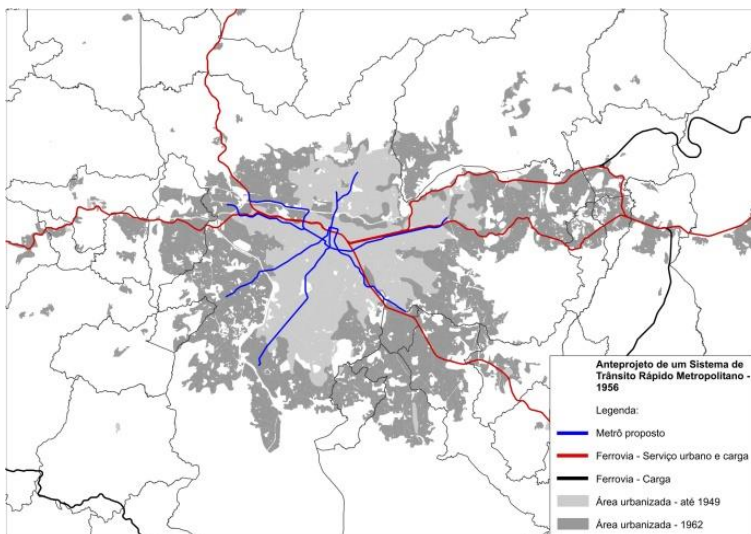 Anteprojeto de um Sistema de
Trânsito Rápido Metropolitano -
1956
Legenda:
Metrô proposto
Ferrovia - Serviço urbano e carga
Ferrovia - Carga
Área urbanizada - até 1949
Área urbanizada - 1962